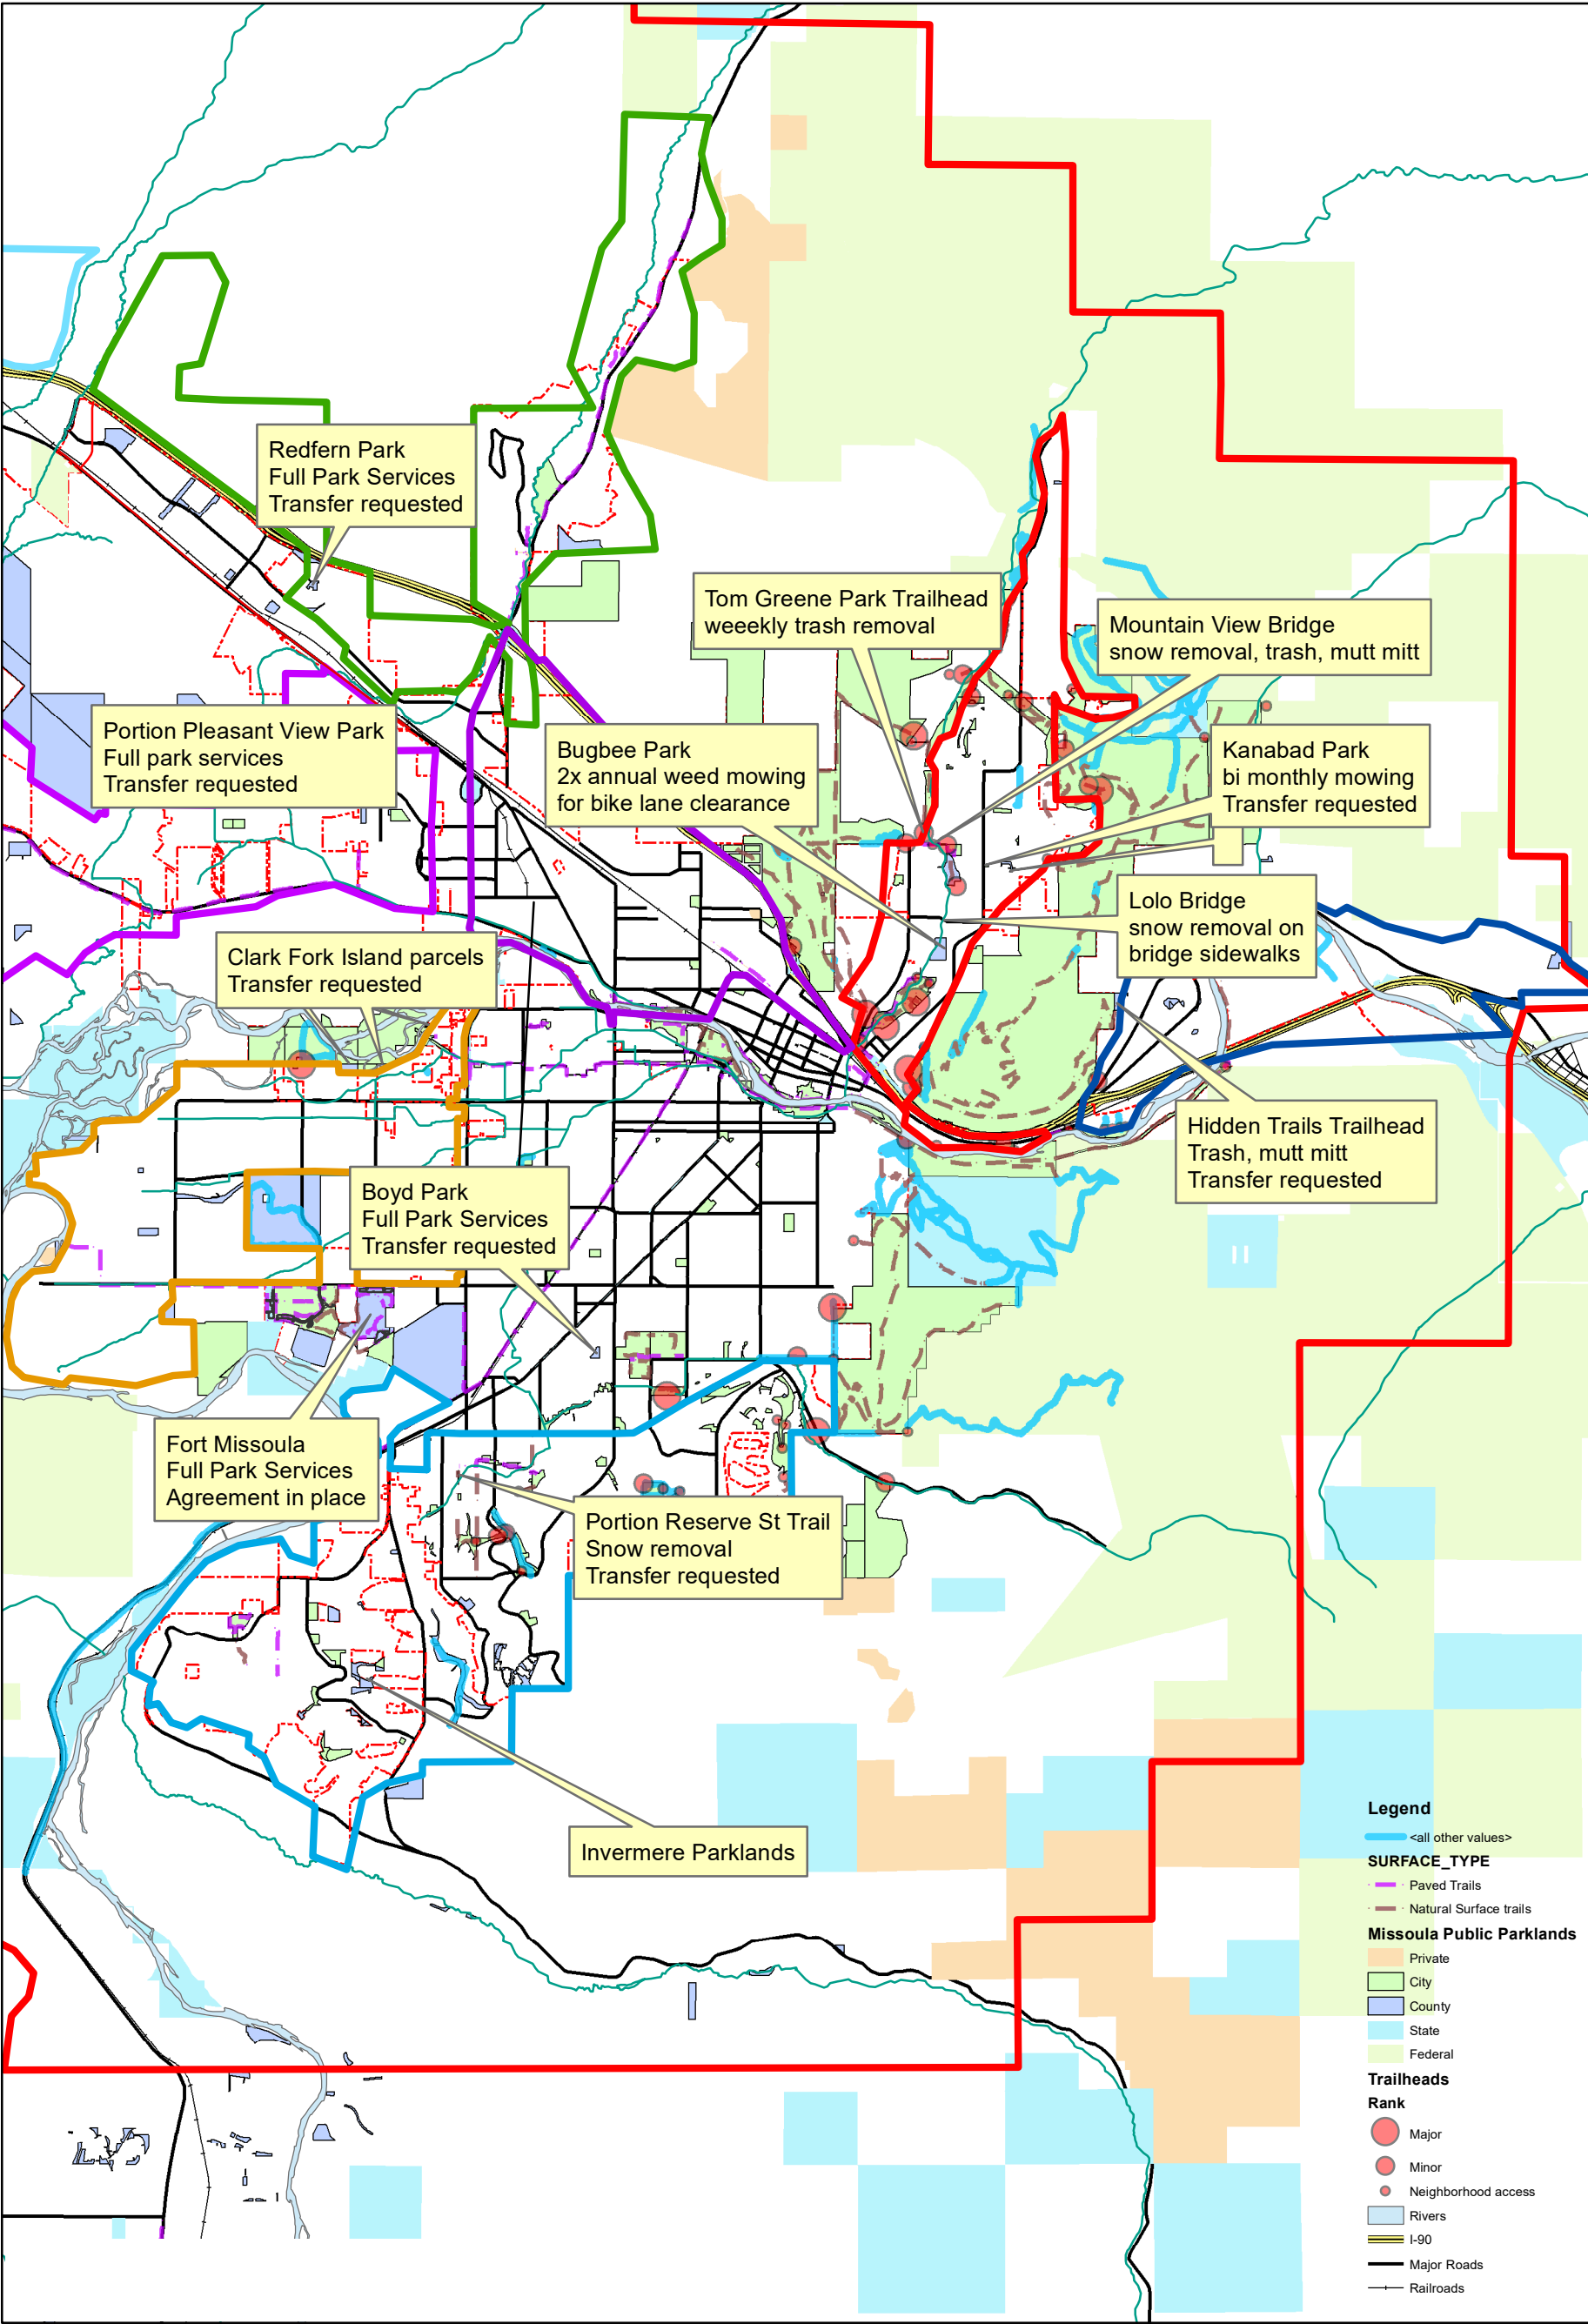 Redfern Park
Full Park Services
Transfer requested
Tom Greene Park Trailhead
weeekly trash removal
Mountain View Bridge
snow removal, trash, mutt mitt
Portion Pleasant View Park
Full park services
Transfer requested
Bugbee Park
2x annual weed mowing
for bike lane clearance
Kanabad Park
bi monthly mowing
Transfer requested
Lolo Bridge
snow removal on
bridge sidewalks
Clark Fork Island parcels
Transfer requested
Hidden Trails Trailhead
Trash, mutt mitt
Transfer requested
Boyd Park
Full Park Services
Transfer requested
Fort Missoula
Full Park Services
Agreement in place
Portion Reserve St Trail
Snow removal
Transfer requested
Invermere Parklands
Legend
<all other values>
SURFACE_TYPE
Paved Trails
Natural Surface trails
Missoula Public Parklands
Private
City
County
State
Federal
Trailheads
Rank
Major
Minor
Neighborhood access
Rivers
I-90
Major Roads
Railroads